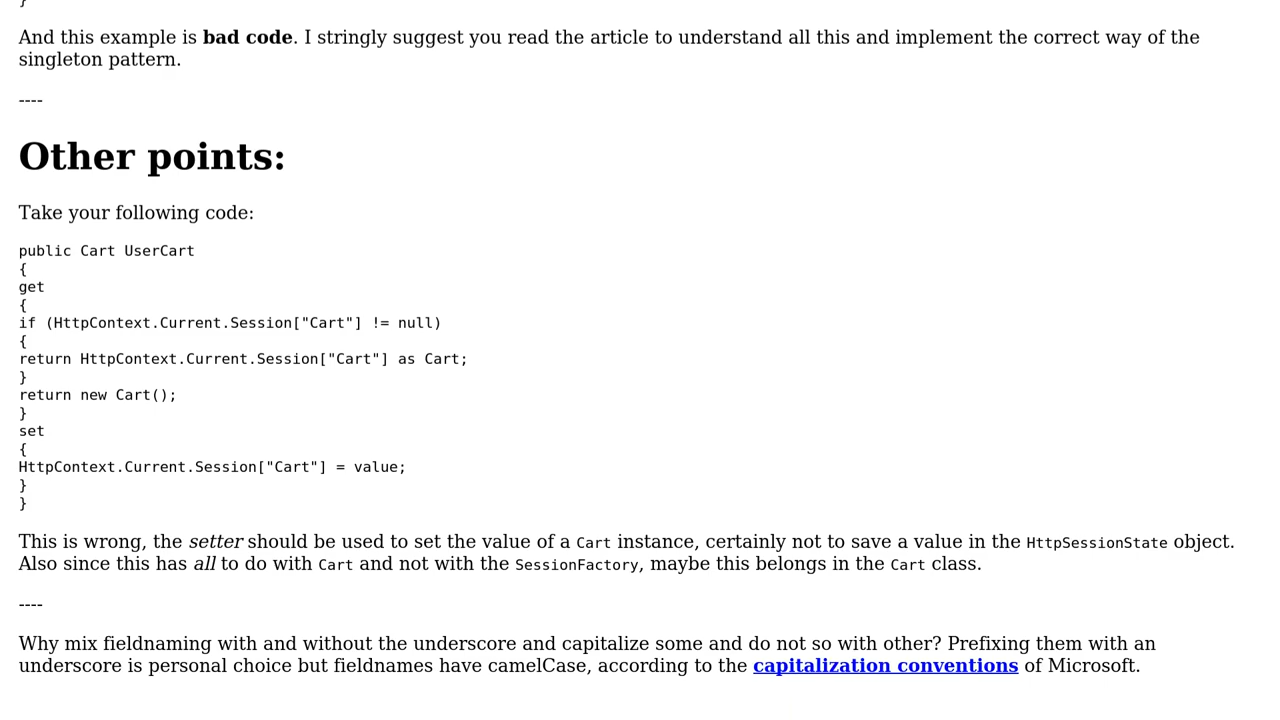 }
And this example is bad code. I stringly suggest you read the article to understand all this and implement the correct way of the
singleton pattern.
----
Other points:
Take your following code:
public Cart UserCart
{
get
{
if (HttpContext.Current.Session["Cart"] != null)
{
return HttpContext.Current.Session["Cart"] as Cart;
}
return new Cart();
}
set
{
HttpContext.Current.Session["Cart"] = value;
}
}
This is wrong, the setter should be used to set the value of a Cart instance, certainly not to save a value in the HttpSessionState object.
Also since this has all to do with Cart and not with the SessionFactory, maybe this belongs in the Cart class.
----
Why mix fieldnaming with and without the underscore and capitalize some and do not so with other? Prefixing them with an
underscore is personal choice but fieldnames have camelCase, according to the capitalization conventions of Microsoft.